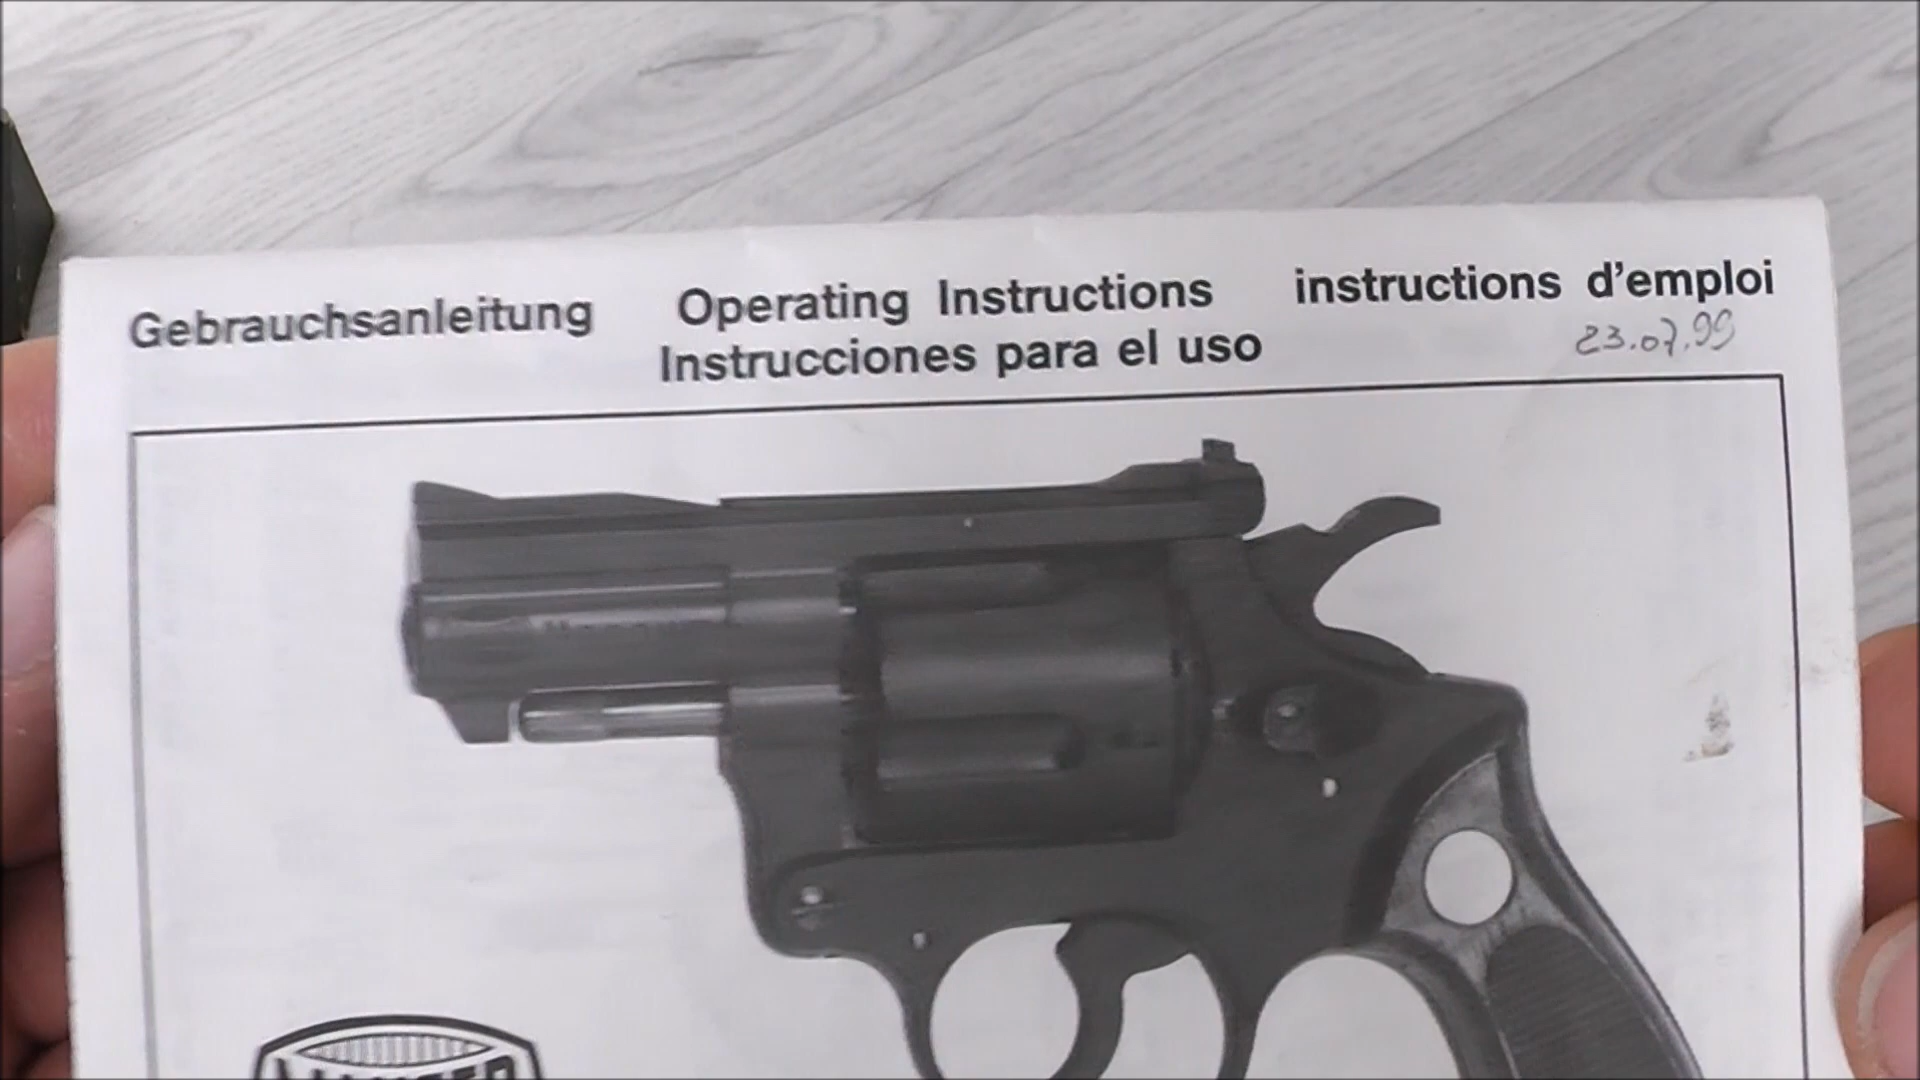 Gebrauchsanleitung Operating Instructions instructions d'emploi
Instrucciones para el uso
23.07.99